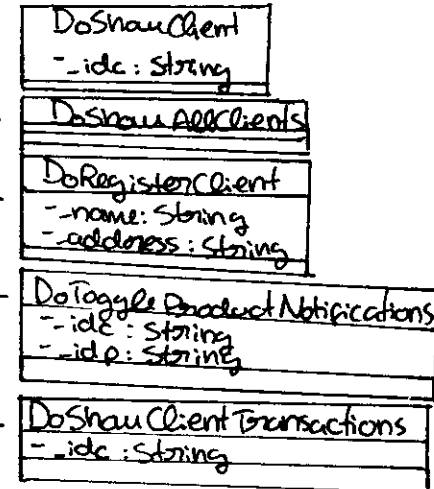 DoShowClient
-_idc: String
DoShowAllClients
DoRegisterClient
-_name: String
-_address: String
DoToggleProductNotifications
-_idc: String
-_idp: String
DoShowClientTransactions
-_idc: String